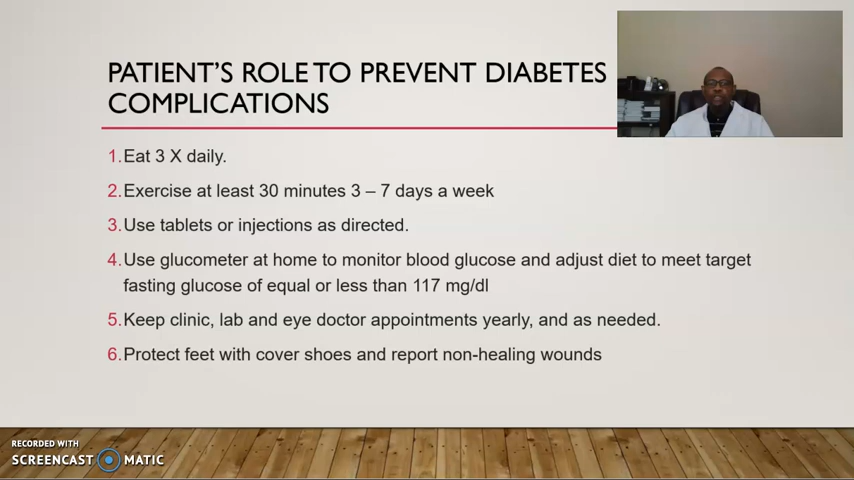 PATIENT'S ROLE TO PREVENT DIABETES
COMPLICATIONS
1. Eat 3 X daily.
2. Exercise at least 30 minutes 3 – 7 days a week
3. Use tablets or injections as directed.
4. Use glucometer at home to monitor blood glucose and adjust diet to meet target
fasting glucose of equal or less than 117 mg/dl
5. Keep clinic, lab and eye doctor appointments yearly, and as needed.
6. Protect feet with cover shoes and report non-healing wounds
RECORDED WITH
SCREENCAST MATIC